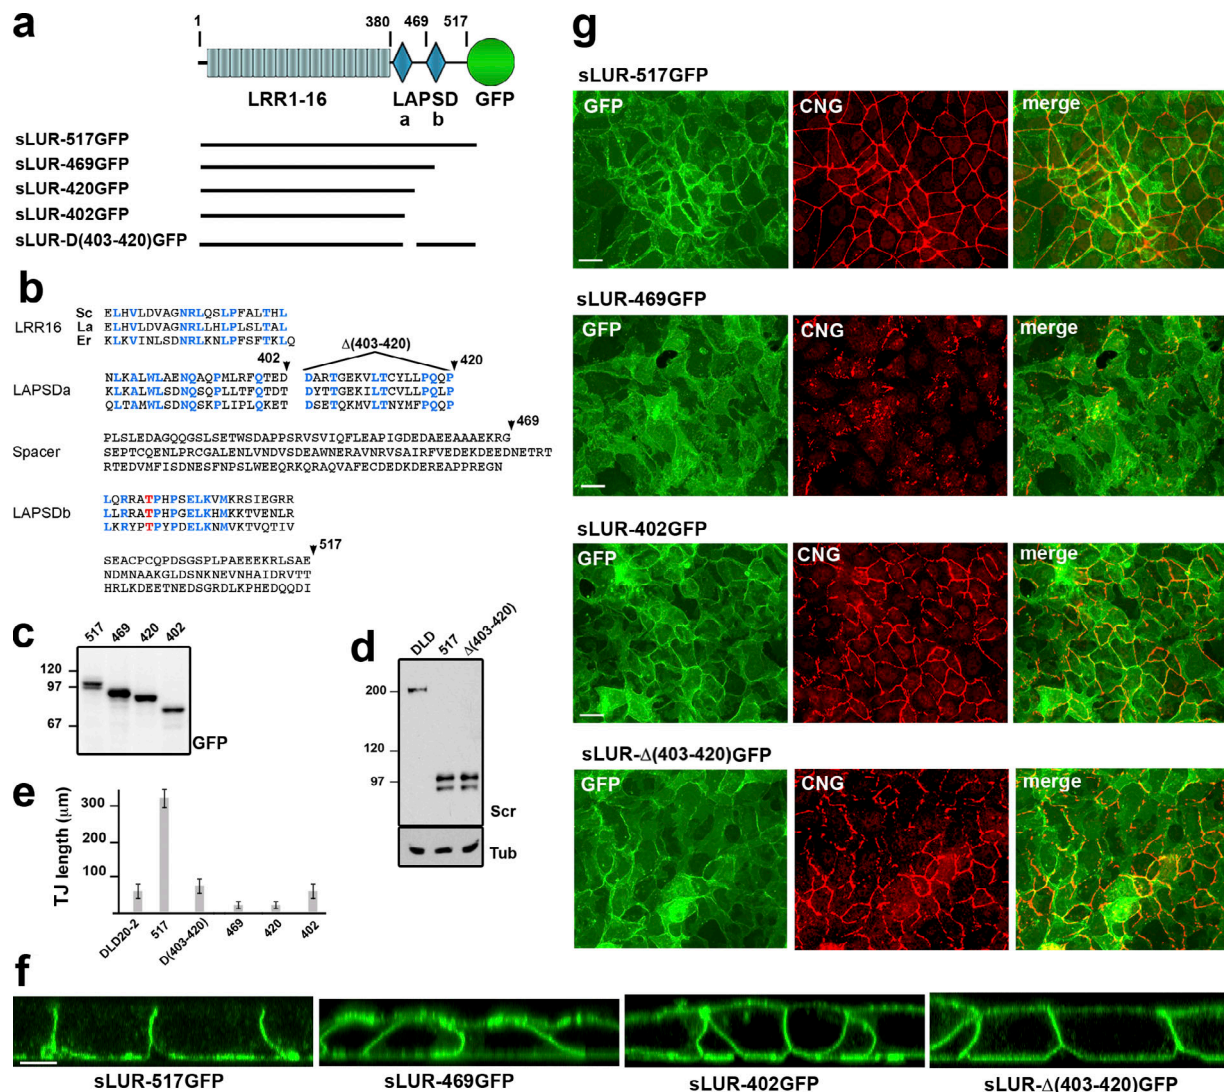 a
1 380 469 517
LRR1-16 LAPSD GFP
a b
sLUR-517GFP
sLUR-469GFP
sLUR-420GFP
sLUR-402GFP
sLUR-D(403-420)GFP
b
LRR16
Sc ELHVLDVAGNRLQSLPFALTHL
La ELHVLDVAGNRLLHLPLSLTAL
Er KLKVINLSDNRLKNLPFSFTKLQ
402 Δ(403-420) 420
LAPSDa
NLKALWLAENQAQPMLRFQTED DARTGEKVLTCYLLPQQP
LKALWLSDNQSQPLLTFQTDT DYTTGEKILTCYLLPQLP
QLTAMWLSDNQSKPLIPLQKET DSETQKMVLTNYMFPQQP
469
Spacer
PLSLEDAGQQGSLSETWSDAPPSRVSVIQFLEAPIGDEDAEEAAAEKRG
SEPTCQENLPRCGALENLVNDVSDEAWNERAVNRVSAIRFVEDEKDEEDNETRT
RTEDVMFISDNESFNPSLWEEQRKQRAQVAFECDEDKDEREAPPREGN
LAPSDb
LQRRATPHPSELKVMKRSIEGRR
LLRRATPHPGELKHMKKTVENLR
LKRYPTPYPDELKNMVKTVQTIV
517
SEACPCQPDSGSPLPAEEEKRLSAE
NDMNAAKGLDSNKNEVNHAIDRVTT
HRLKDEETNEDSGRDLKPHEDQQDI
c
517 469 420 402
120
97
67
GFP
d
DLD 517 Δ(403-420)
200
120
97
Scr
Tub
e
TJ length (μm)
300
200
100
DLD20-2 517 D(403-420) 469 420 402
f
sLUR-517GFP sLUR-469GFP sLUR-402GFP sLUR-Δ(403-420)GFP
g
sLUR-517GFP
GFP CNG merge
sLUR-469GFP
GFP CNG merge
sLUR-402GFP
GFP CNG merge
sLUR-Δ(403-420)GFP
GFP CNG merge